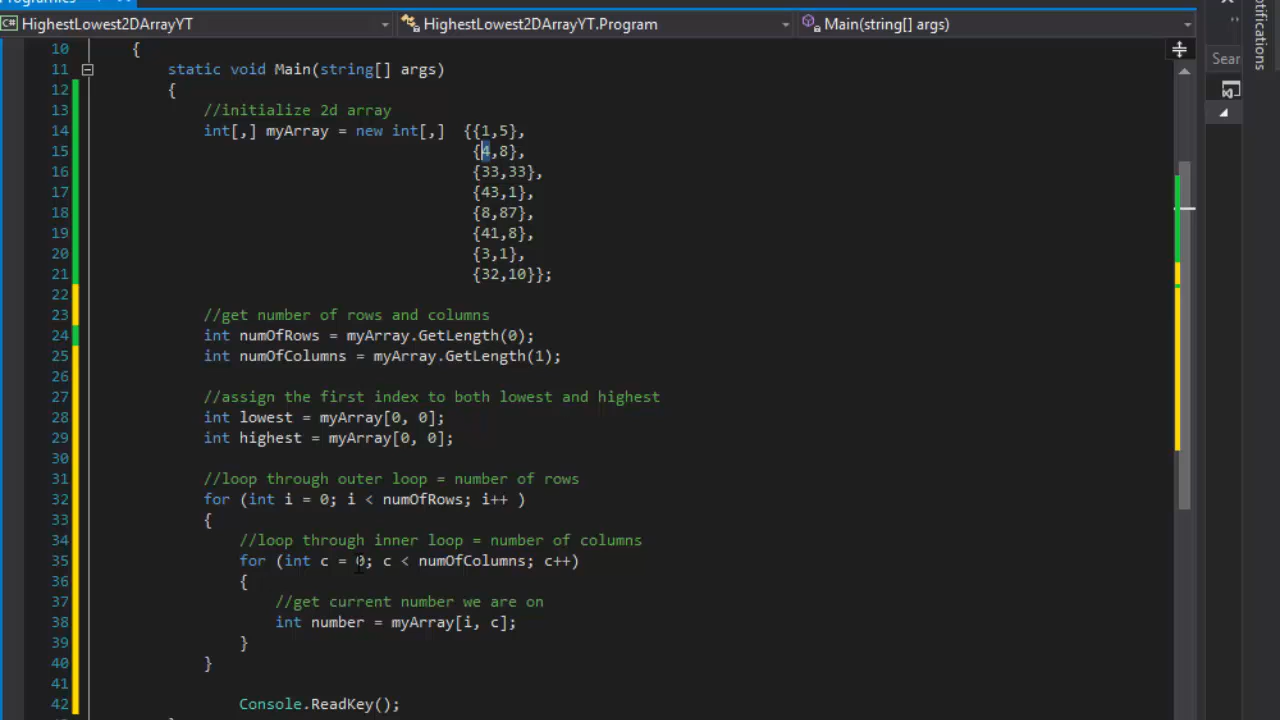 HighestLowest2DArrayYT HighestLowest2DArrayYT.Program Main(string[] args)
10 {
11 static void Main(string[] args)
12 {
13 //initialize 2d array
14 int[,] myArray = new int[,] {{1,5},
15 {4,8},
16 {33,33},
17 {43,1},
18 {8,87},
19 {41,8},
20 {3,1},
21 {32,10}};
22
23 //get number of rows and columns
24 int numOfRows = myArray.GetLength(0);
25 int numOfColumns = myArray.GetLength(1);
26
27 //assign the first index to both lowest and highest
28 int lowest = myArray[0, 0];
29 int highest = myArray[0, 0];
30
31 //loop through outer loop = number of rows
32 for (int i = 0; i < numOfRows; i++ )
33 {
34 //loop through inner loop = number of columns
35 for (int c = 0; c < numOfColumns; c++)
36 {
37 //get current number we are on
38 int number = myArray[i, c];
39 }
40 }
41
42 Console.ReadKey();
Sear